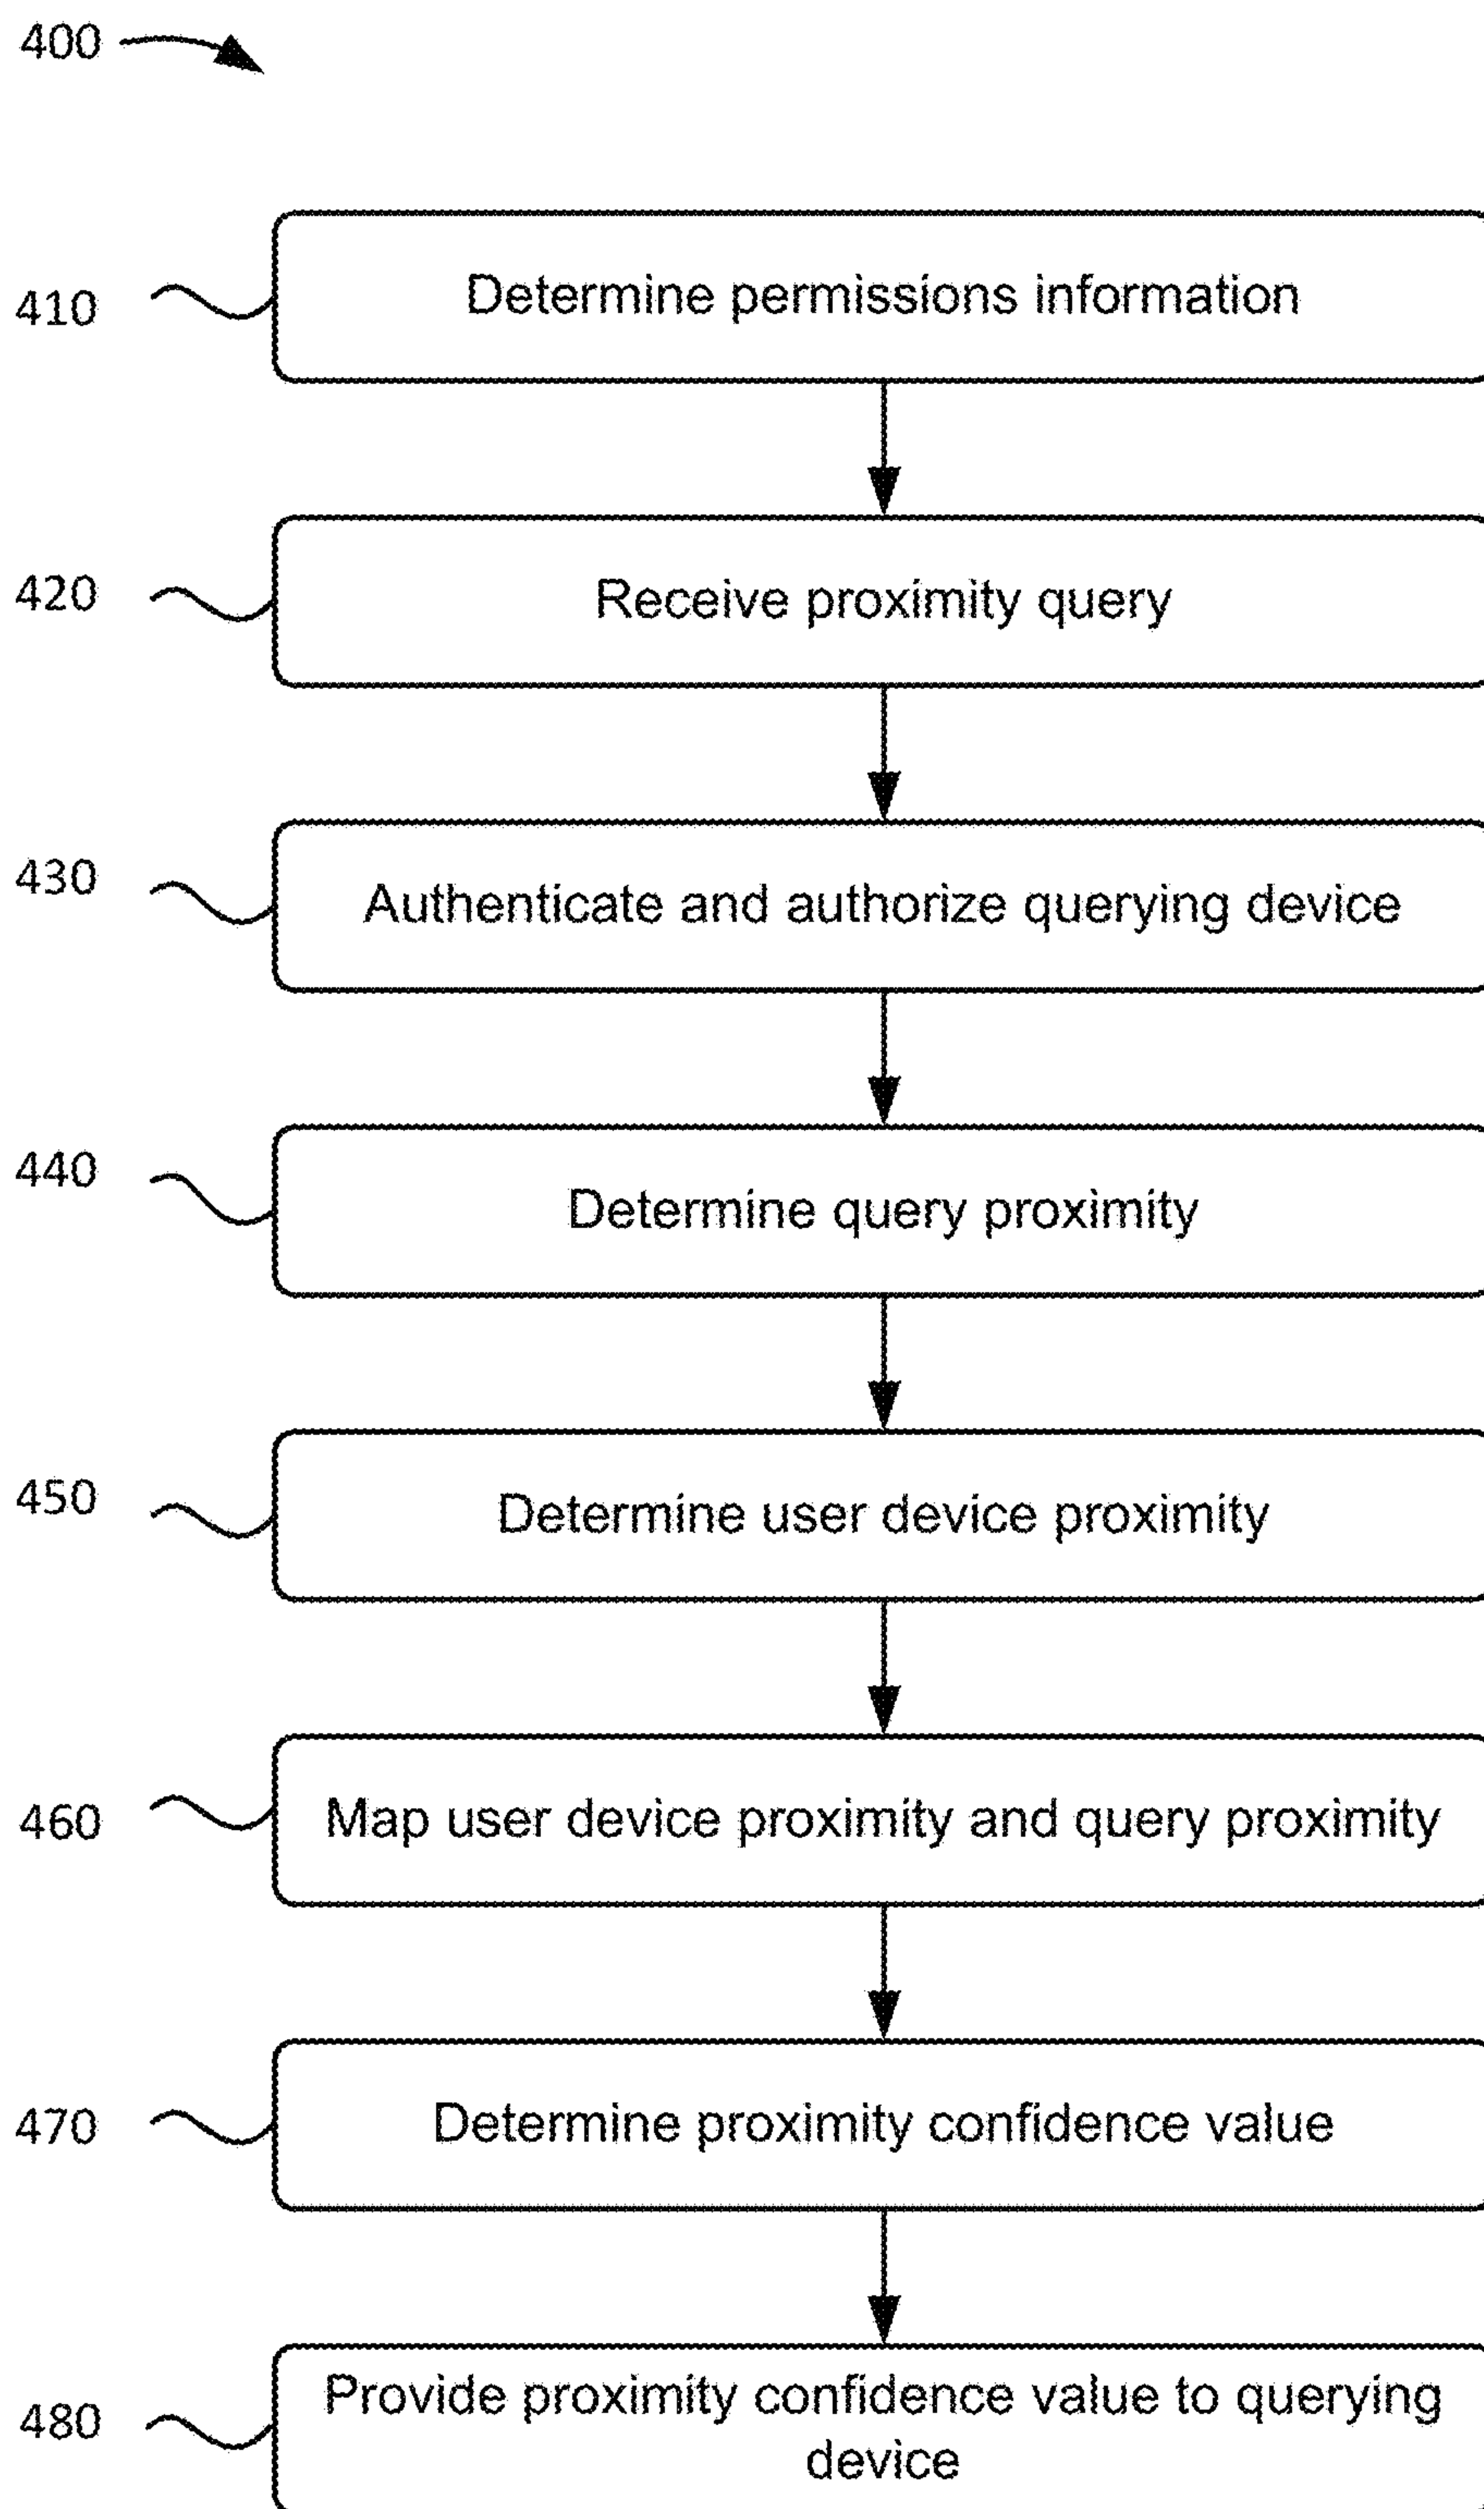 400
410
Determine permissions information
420
Receive proximity query
430
Authenticate and authorize querying device
440
Determine query proximity
450
Determine user device proximity
460
Map user device proximity and query proximity
470
Determine proximity confidence value
480
Provide proximity confidence value to querying
device